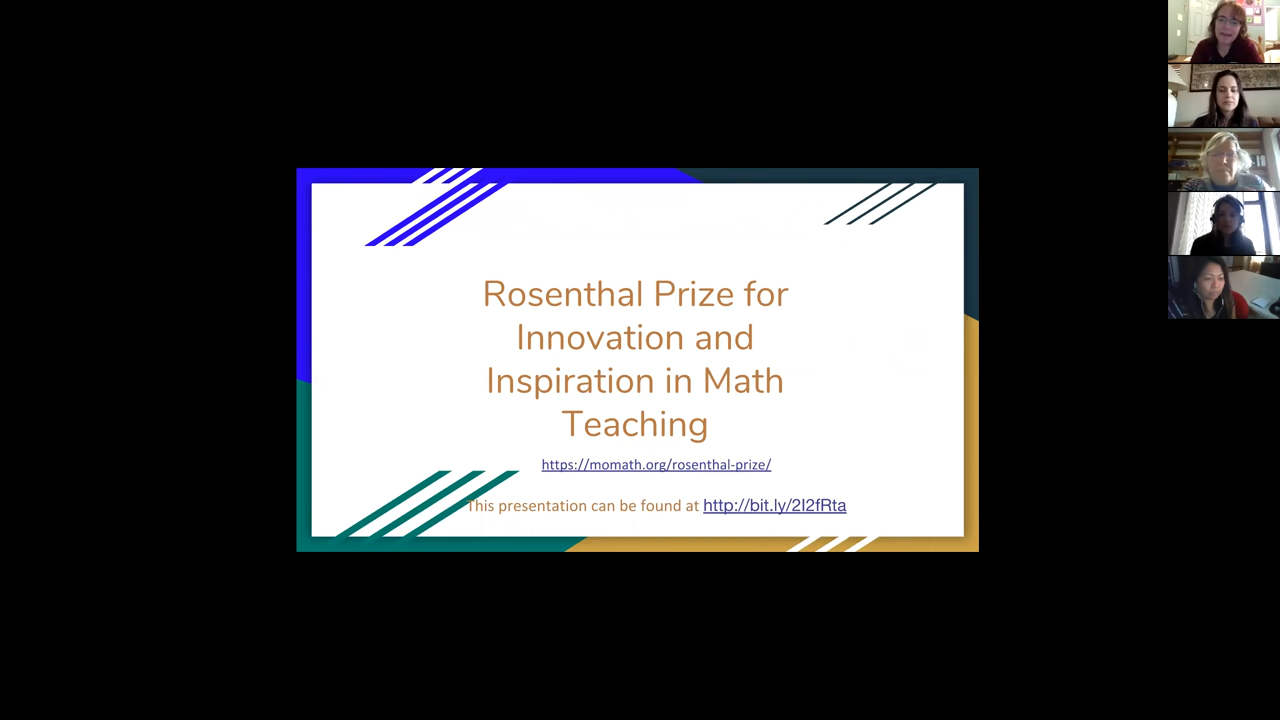 Rosenthal Prize for
Innovation and
Inspiration in Math
Teaching
https://momath.org/rosenthal-prize/
This presentation can be found at http://bit.ly/2I2fRta